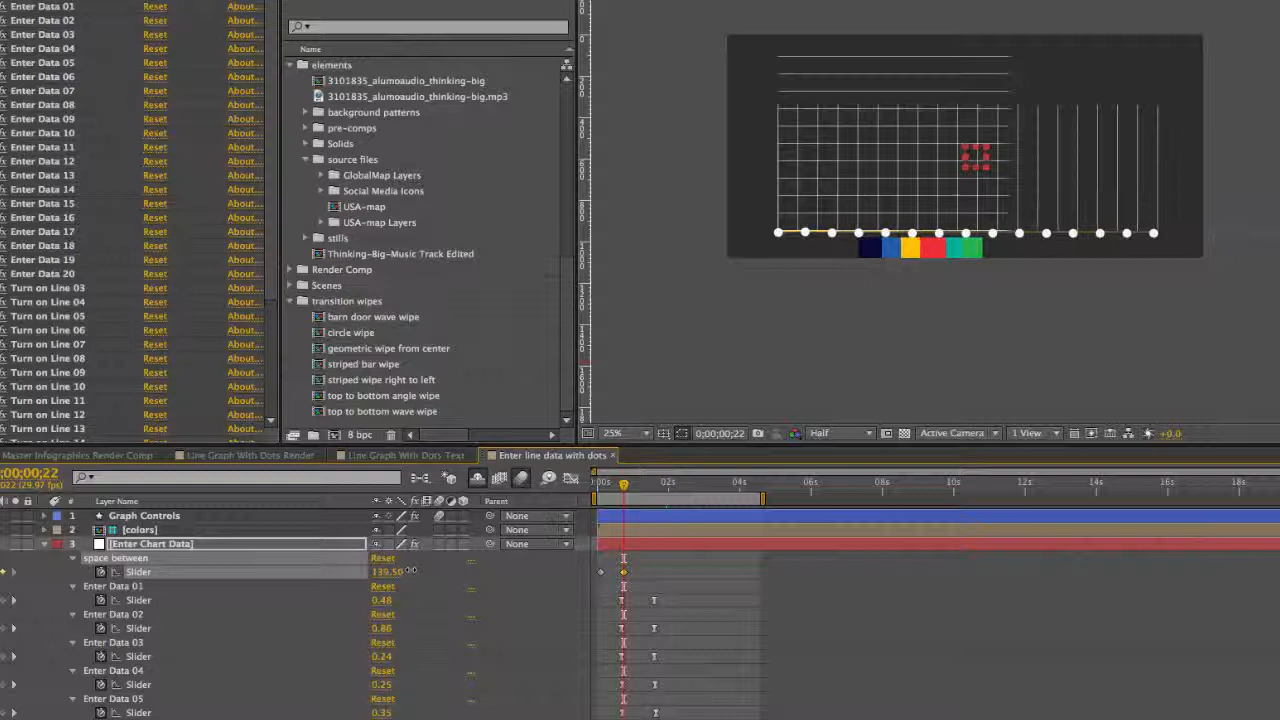 Enter Data 01 Reset About...
Enter Data 02 Reset About...
Enter Data 03 Reset About...
Enter Data 04 Reset About...
Enter Data 05 Reset About...
Enter Data 06 Reset About...
Enter Data 07 Reset About...
Enter Data 08 Reset About...
Enter Data 09 Reset About...
Enter Data 10 Reset About...
Enter Data 11 Reset About...
Enter Data 12 Reset About...
Enter Data 13 Reset About...
Enter Data 14 Reset About...
Enter Data 15 Reset About...
Enter Data 16 Reset About...
Enter Data 17 Reset About...
Enter Data 18 Reset About...
Enter Data 19 Reset About...
Enter Data 20 Reset About...
Turn on Line 03 Reset About...
Turn on Line 04 Reset About...
Turn on Line 05 Reset About...
Turn on Line 06 Reset About...
Turn on Line 07 Reset About...
Turn on Line 08 Reset About...
Turn on Line 09 Reset About...
Turn on Line 10 Reset About...
Turn on Line 11 Reset About...
Turn on Line 12 Reset About...
Turn on Line 13 Reset About...
Name
elements
3101835_alumoaudio_thinking-big
3101835_alumoaudio_thinking-big.mp3
background patterns
pre-comps
Solids
source files
GlobalMap Layers
Social Media Icons
USA-map
USA-map Layers
stills
Thinking-Big-Music Track Edited
Render Comp
Scenes
transition wipes
barn door wave wipe
circle wipe
geometric wipe from center
striped bar wipe
striped wipe right to left
top to bottom angle wipe
top to bottom wave wipe
8 bpc
25% 0;00;00;22 Half Active Camera 1 View +0.0
Master Infographics Render Comp Line Graph With Dots Render Line Graph With Dots Text Enter line data with dots ×
;00;00;22
022 (29.97 fps)
:00s 02s 04s 06s 08s 10s 12s 14s 16s 18s
# Layer Name Parent
1 Graph Controls None
2 [colors] None
3 [Enter Chart Data] None
space between Reset ...
Slider 139.50
Enter Data 01 Reset ...
Slider 0.48
Enter Data 02 Reset ...
Slider 0.86
Enter Data 03 Reset ...
Slider 0.24
Enter Data 04 Reset ...
Slider 0.25
Enter Data 05 Reset ...
Slider 0.35